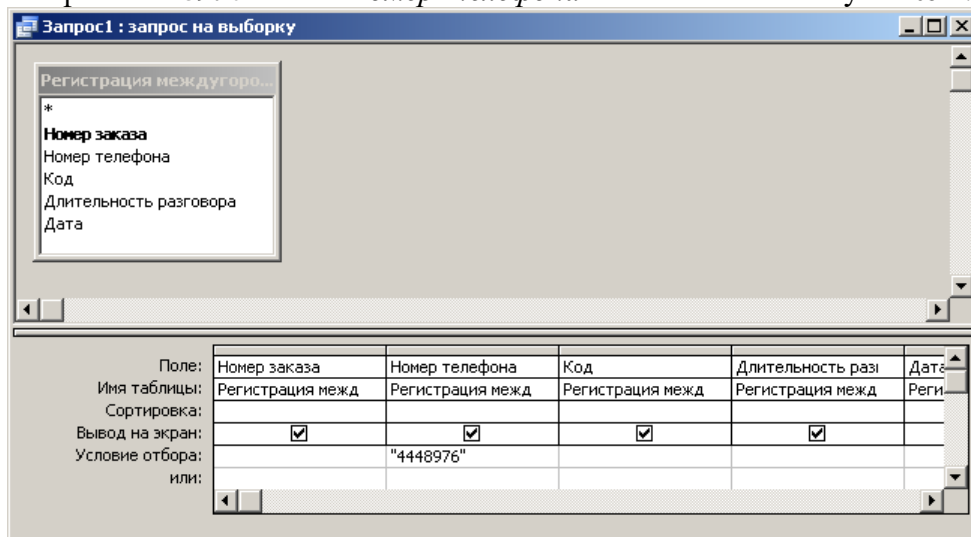 Запрос1 : запрос на выборку
Регистрация междугоро...
*
Номер заказа
Номер телефона
Код
Длительность разговора
Дата
Поле: Номер заказа Номер телефона Код Длительность разг Дата
Имя таблицы: Регистрация межд Регистрация межд Регистрация межд Регистрация межд Реги
Сортировка:
Вывод на экран:
Условие отбора: "4448976"
или: